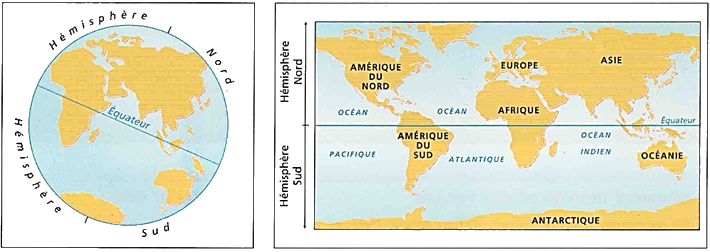 Hémisphère Nord
Équateur
Hémisphère
Sud
Hémisphère
Nord
Hémisphère
Sud
AMÉRIQUE
DU
NORD
EUROPE
ASIE
AFRIQUE
OCÉAN
OCÉAN
Équateur
AMÉRIQUE
DU
SUD
OCÉAN
PACIFIQUE
ATLANTIQUE
INDIEN
OCÉANIE
ANTARCTIQUE